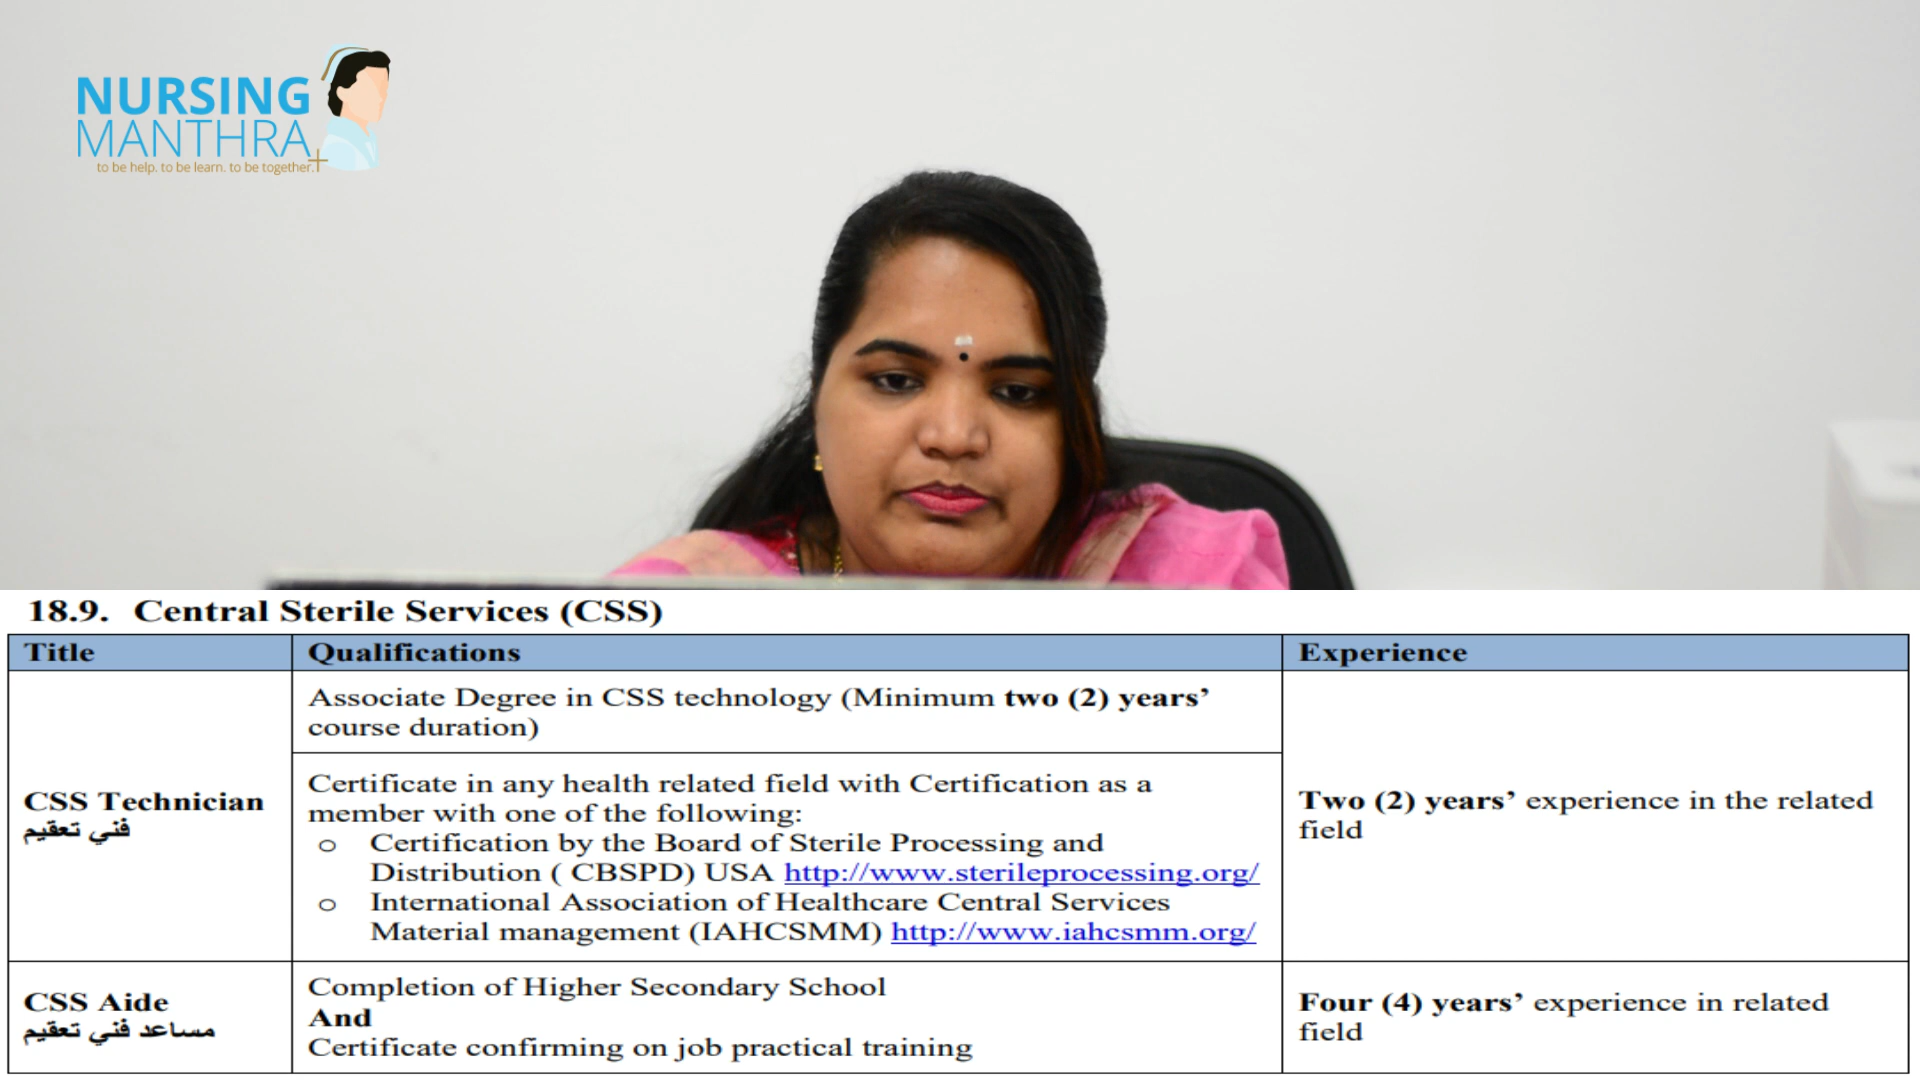 NURSING
MANTHRA
to be help. to be learn. to be together.
18.9. Central Sterile Services (CSS)
Title Qualifications Experience
CSS Technician
فني تعقيم
Associate Degree in CSS technology (Minimum two (2) years’
course duration)
Certificate in any health related field with Certification as a
member with one of the following:
o Certification by the Board of Sterile Processing and
Distribution ( CBSPD) USA http://www.sterileprocessing.org/
o International Association of Healthcare Central Services
Material management (IAHCSMM) http://www.iahcsmm.org/
Two (2) years’ experience in the related
field
CSS Aide
مساعد فني تعقيم
Completion of Higher Secondary School
And
Certificate confirming on job practical training
Four (4) years’ experience in related
field